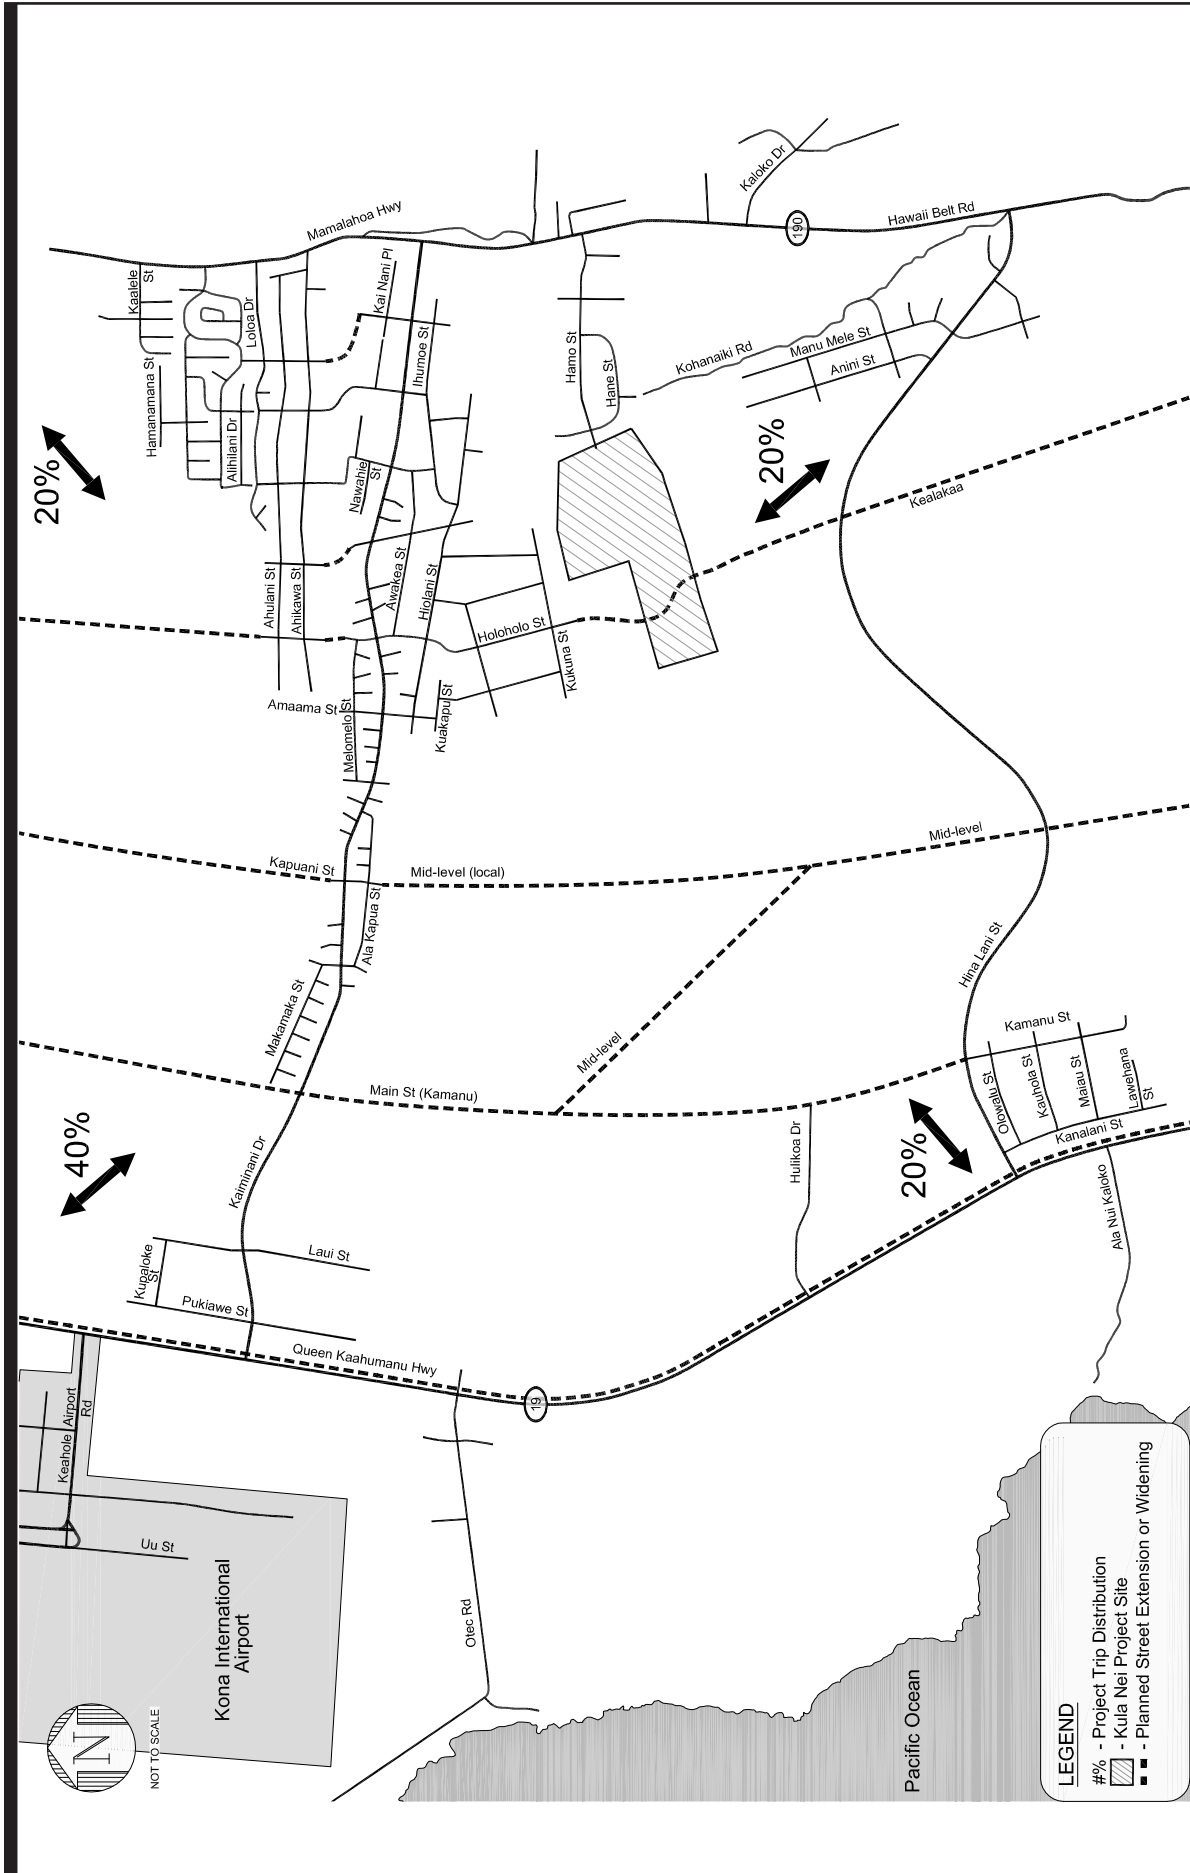 Mamalahoa Hwy
Kaalele
St
Kai Nani Pl
Loloa Dr
Hamanamana St
Alihilani Dr
20%
Ihumoe St
Nawahie
St
Kaloko Dr
190
Hawaii Belt Rd
Hamo St
Hane St
Kohanaiki Rd
Manu Mele St
Anini St
20%
Kealakaa
Ahulani St
Ahikawa St
Awakea St
Hiolani St
Holoholo St
Kukuna St
Amaama St
Melomelo St
Kuakapu St
Kapuani St
Mid-level (local)
Mid-level
Ala Kapua St
Makamaka St
Hina Lani St
Mid-level
Main St (Kamanu)
40%
Kaiminani Dr
Kamanu St
Olowalu St
Kauhola St
Maiau St
Lawehana
St
Kanalani St
Hulikoa Dr
20%
Ala Nui Kaloko
Kupaloke
St
Laui St
Pukiawe St
Queen Kaahumanu Hwy
19
Keahole Airport
Rd
Uu St
Kona International
Airport
Otec Rd
Pacific Ocean
N
NOT TO SCALE
LEGEND
#% - Project Trip Distribution
- Kula Nei Project Site
- Planned Street Extension or Widening